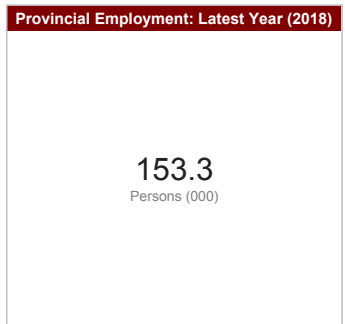 Provincial Employment: Latest Year (2018)
153.3
Persons (000)